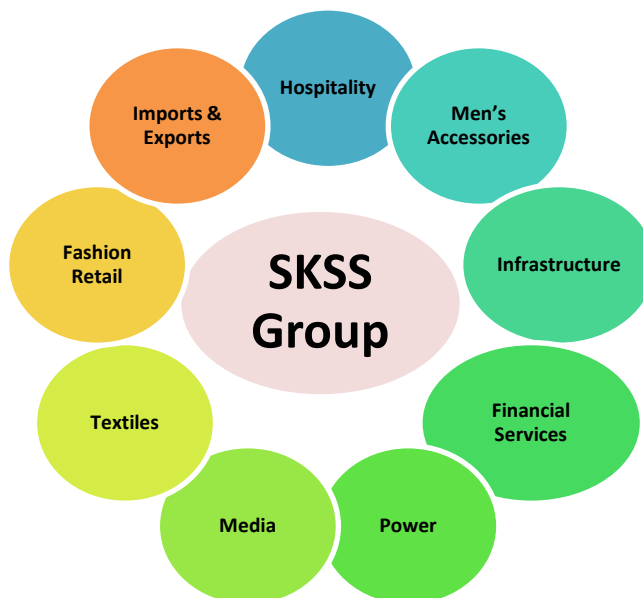 Hospitality
Men's
Accessories
Infrastructure
Financial
Services
Power
Media
Textiles
Fashion
Retail
Imports &
Exports
SKSS
Group